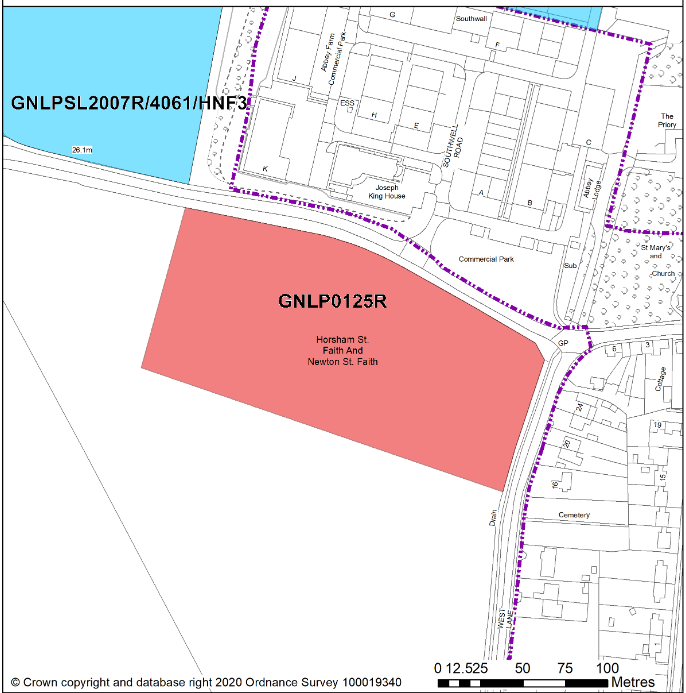 G
Southwall
F
Abbey Farm
Commercial Park
J
ESS
H
E
SOUTHWELL
ROAD
C
The
Priory
GNLPSL2007R/4061/HNF3
26.1m
K
Joseph
King House
A
B
Abbey
Lodge
St Mary's
and
Church
Commercial Park
Sub
GNLP0125R
Horsham St.
Faith And
Newton St. Faith
GP
6
3
Cottage
24
19
20
15
16
Cemetery
Drain
WEST
LANE
0 12.525 50 75 100
Metres
© Crown copyright and database right 2020 Ordnance Survey 100019340